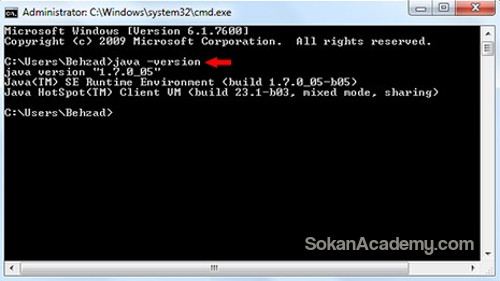 Administrator: C:\Windows\system32\cmd.exe
Microsoft Windows [Version 6.1.7600]
Copyright (c) 2009 Microsoft Corporation.  All rights reserved.
C:\Users\Behzad>java -version
java version "1.7.0_05"
Java(TM) SE Runtime Environment (build 1.7.0_05-b05)
Java HotSpot(TM) Client VM (build 23.1-b03, mixed mode, sharing)
C:\Users\Behzad>
SokanAcademy.com